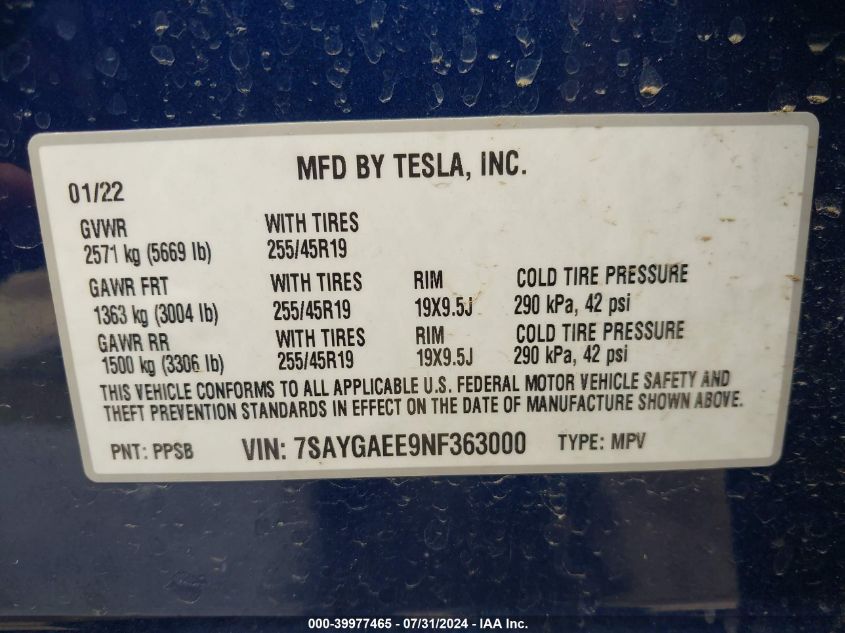 MFD BY TESLA, INC.
01/22
GVWR WITH TIRES
2571 kg (5669 lb) 255/45R19
GAWR FRT WITH TIRES RIM COLD TIRE PRESSURE
1363 kg (3004 lb) 255/45R19 19X9.5J 290 kPa, 42 psi
GAWR RR WITH TIRES RIM COLD TIRE PRESSURE
1500 kg (3306 lb) 255/45R19 19X9.5J 290 kPa, 42 psi
THIS VEHICLE CONFORMS TO ALL APPLICABLE U.S. FEDERAL MOTOR VEHICLE SAFETY AND
THEFT PREVENTION STANDARDS IN EFFECT ON THE DATE OF MANUFACTURE SHOWN ABOVE.
PNT: PPSB VIN: 7SAYGAEE9NF363000 TYPE: MPV
000-39977465 - 07/31/2024 - IAA Inc.